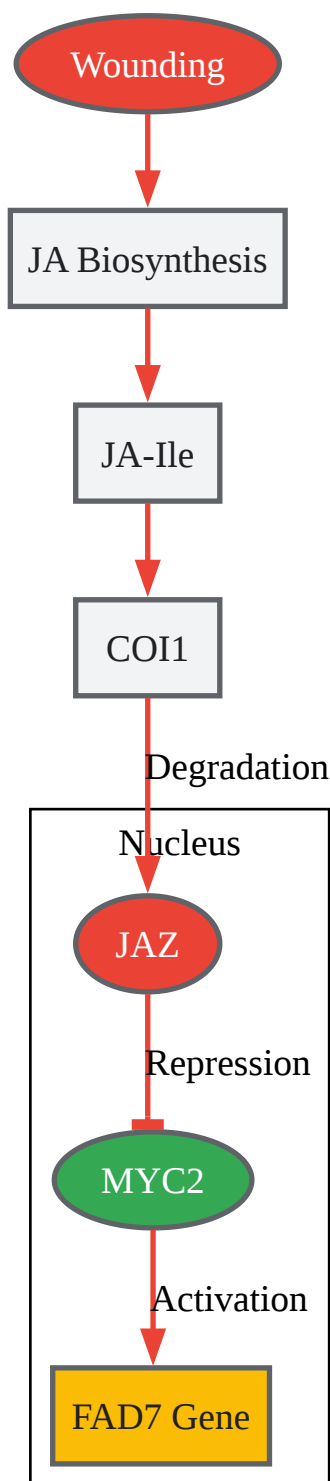 Wounding
JA Biosynthesis
JA-Ile
COI1
Degradation
Nucleus
JAZ
Repression
MYC2
Activation
FAD7 Gene